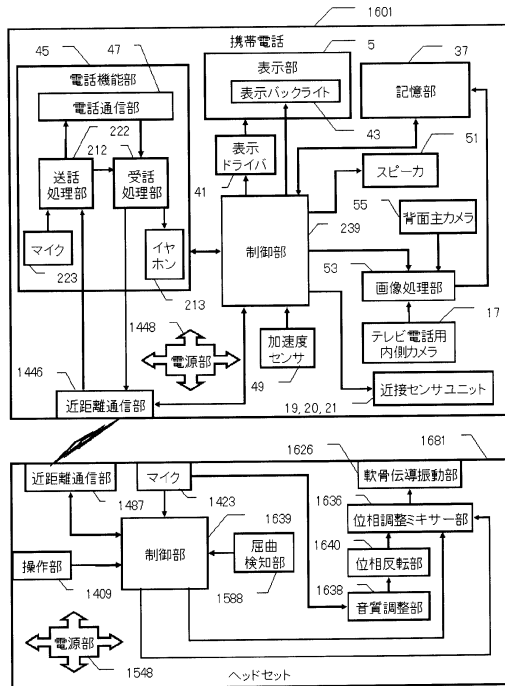 1601
携帯電話
45
47
5
37
電話機能部
電話通信部
表示部
表示バックライト
記憶部
222
212
43
51
送話
処理部
受話
処理部
表示
ドライバ
スピーカ
41
55
背面主カメラ
239
マイク
イヤ
ホン
制御部
53
画像処理部
223
213
17
1448
電源部
加速度
センサ
テレビ電話用
内側カメラ
1446
49
近距離通信部
19, 20, 21
近接センサユニット
1626
1681
近距離通信部
マイク
軟骨伝導振動部
1487
1423
1636
1639
位相調整ミキサー部
制御部
屈曲
検知部
1640
操作部
位相反転部
1638
1409
1588
音質調整部
電源部
1548
ヘッドセット